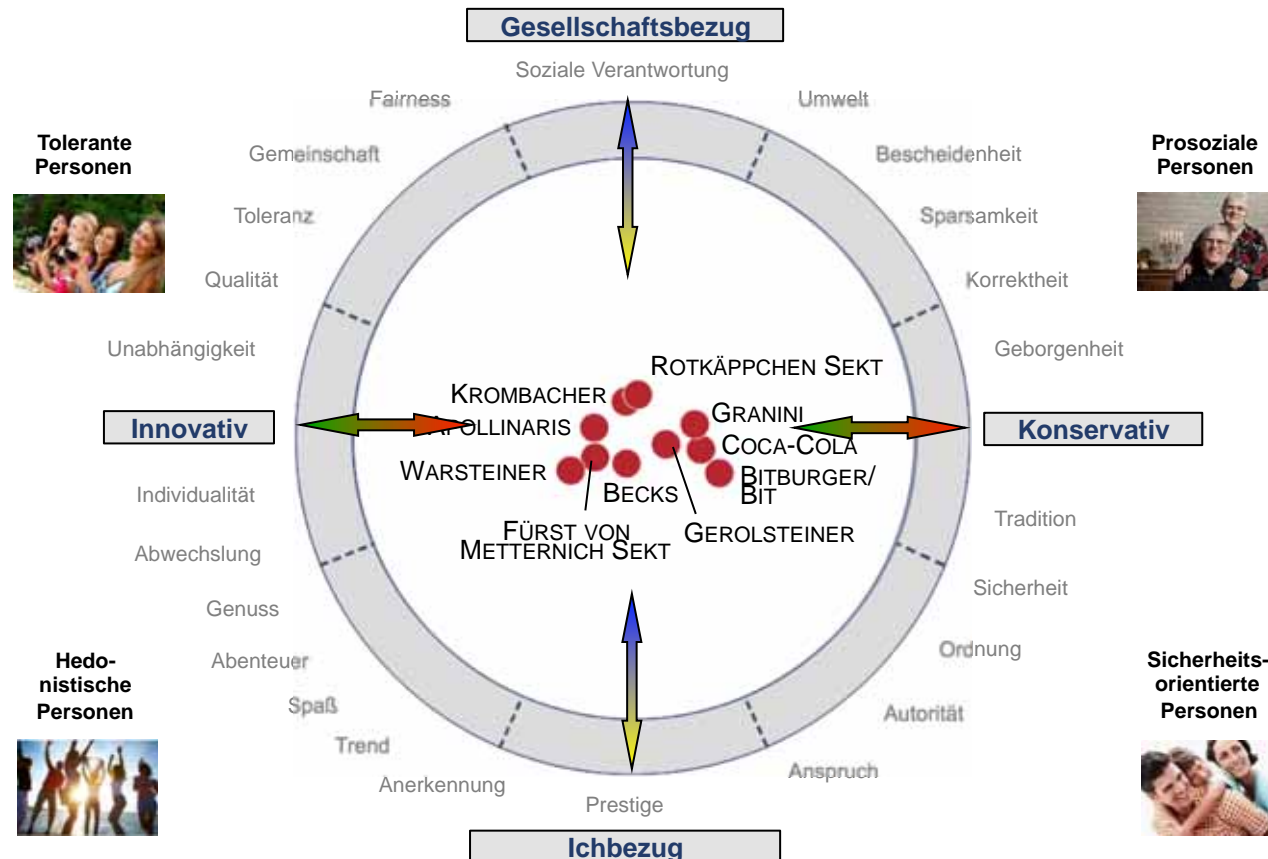 Gesellschaftsbezug
Soziale Verantwortung
Fairness
Umwelt
Tolerante
Personen
Gemeinschaft
Bescheidenheit
Prosoziale
Personen
Toleranz
Sparsamkeit
Qualität
Korrektheit
Unabhängigkeit
Geborgenheit
ROTKÄPPCHEN SEKT
KROMBACHER
GRANINI
APOLLINARIS
Innovativ
Konservativ
COCA-COLA
WARSTEINER
BITBURGER/
BIT
BECKS
Individualität
FÜRST VON
METTERNICH SEKT
GEROLSTEINER
Tradition
Abwechslung
Sicherheit
Genuss
Ordnung
Hedo-
nistische
Personen
Abenteuer
Sicherheits-
orientierte
Personen
Spaß
Autorität
Trend
Anerkennung
Anspruch
Prestige
Ichbezug